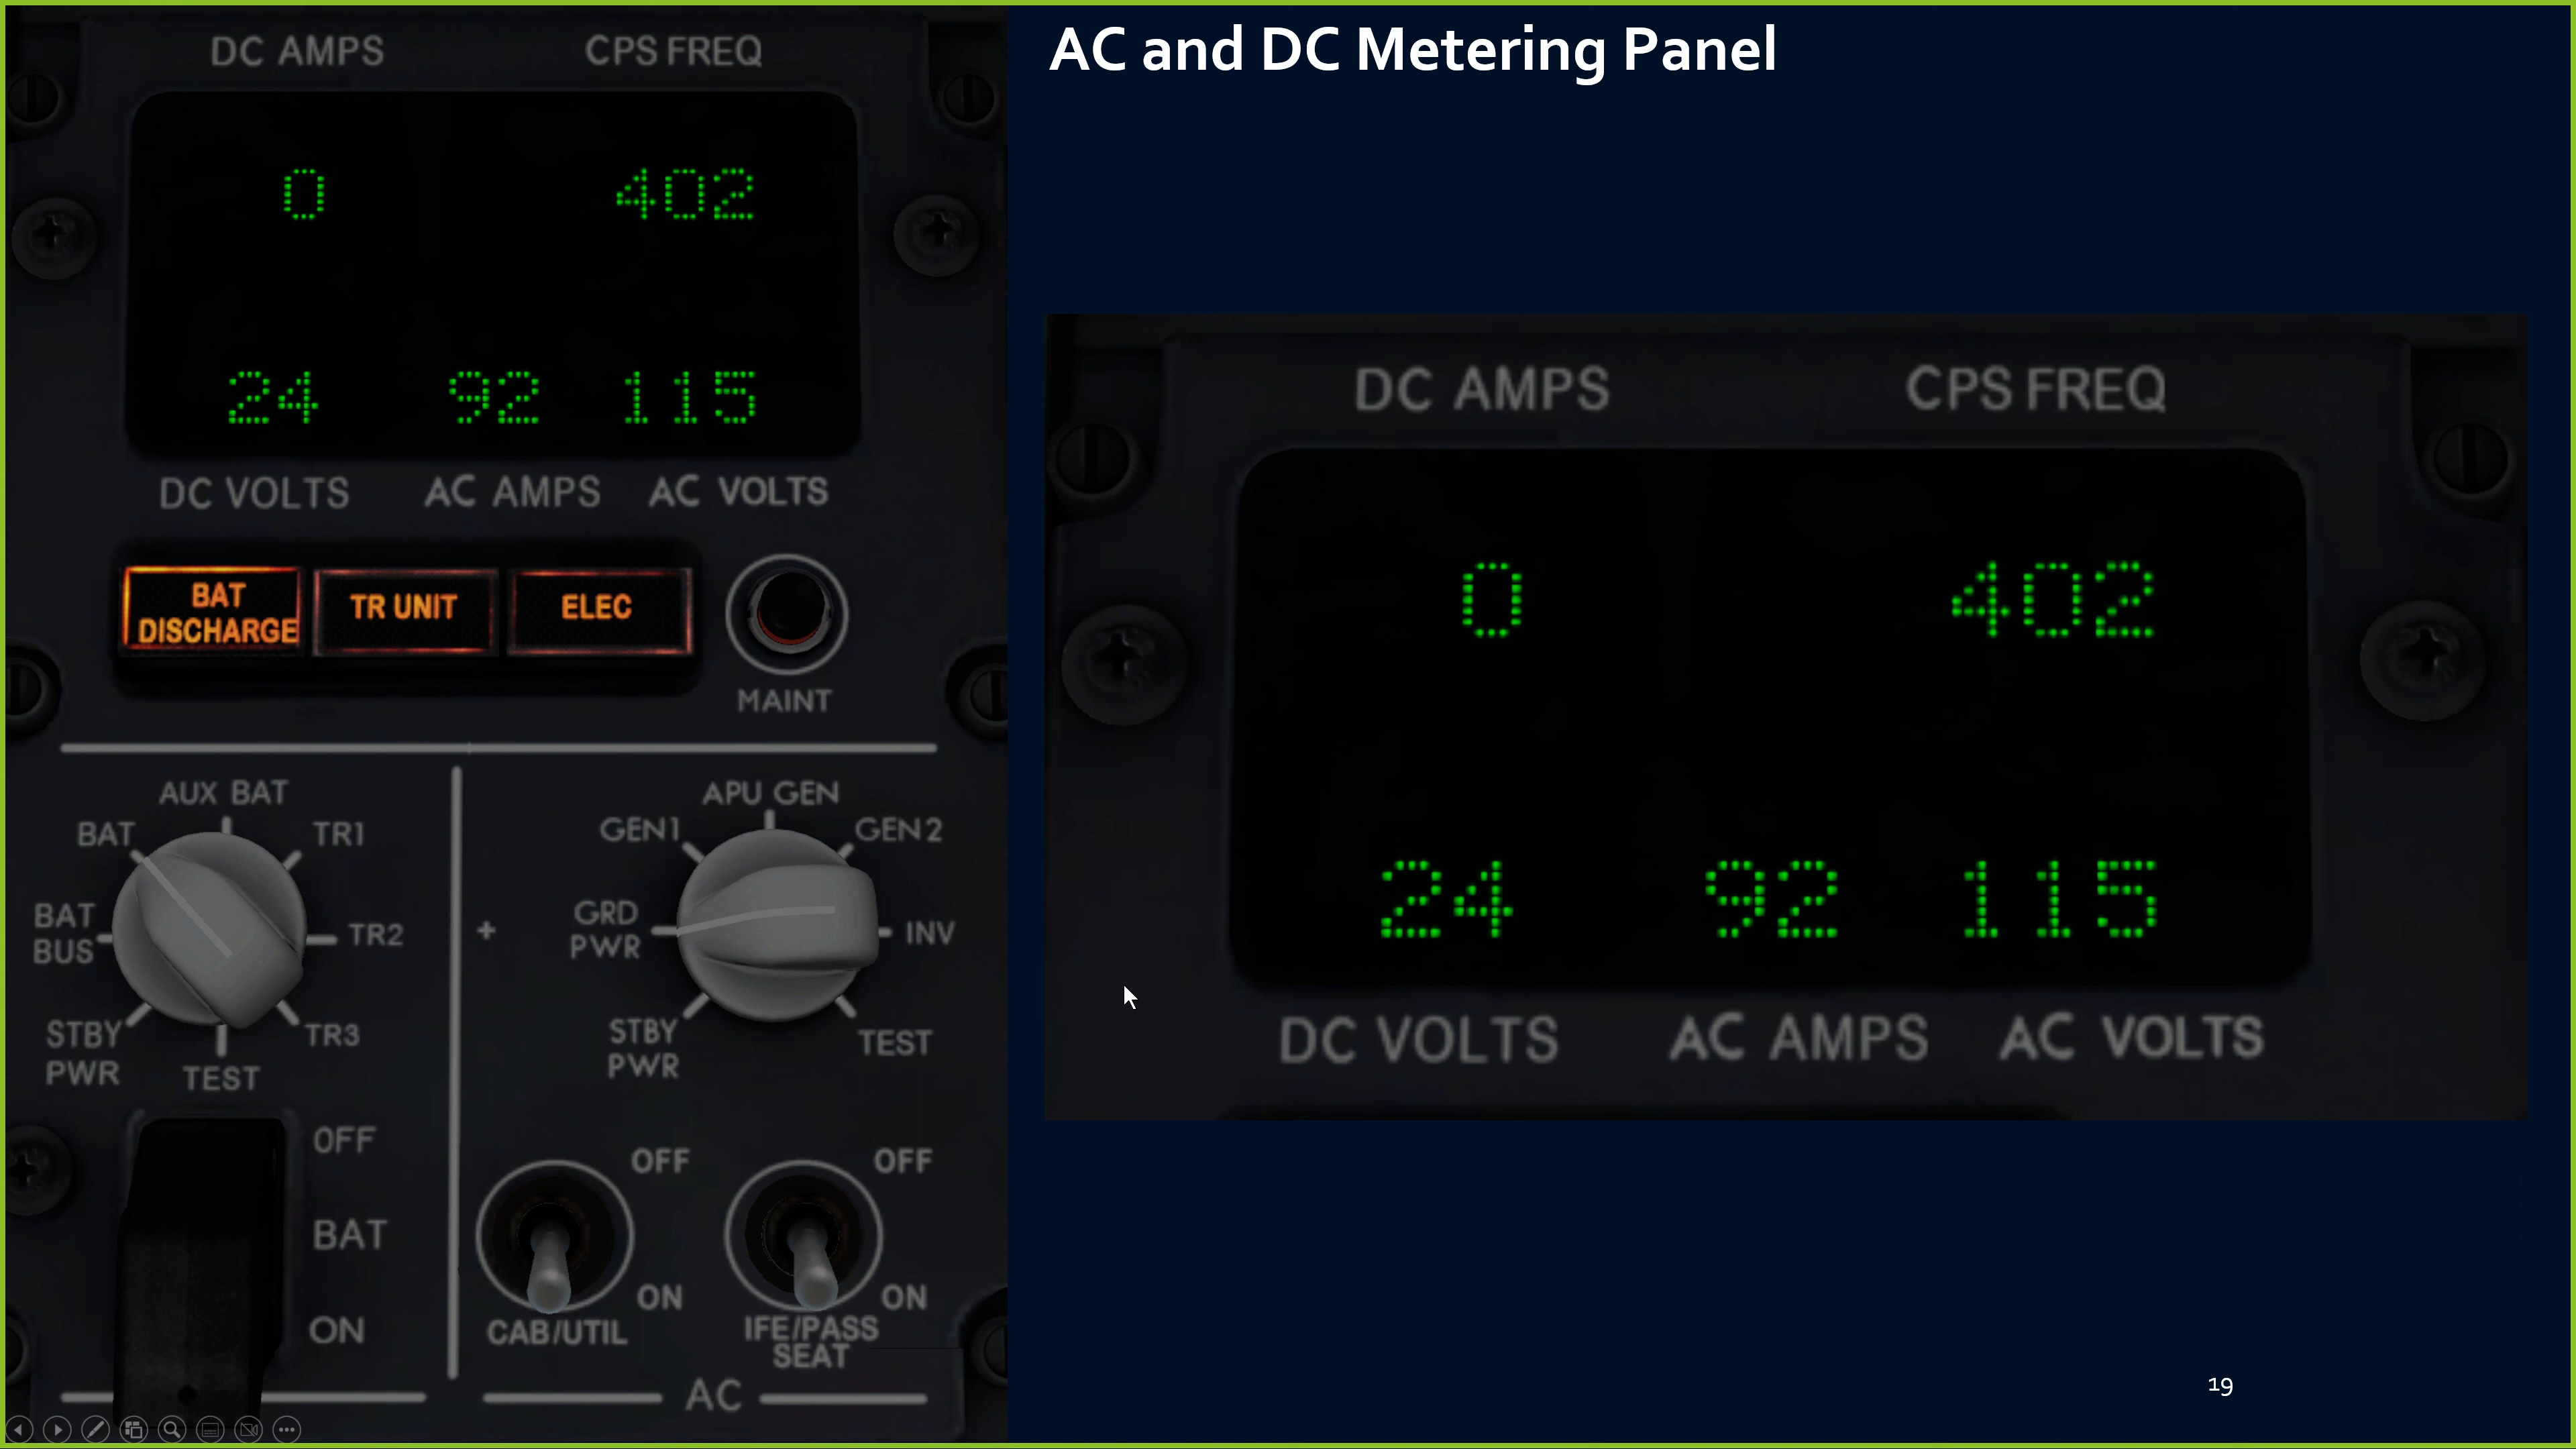 AC and DC Metering Panel
DC AMPS CPS FREQ
0 402
24 92 115
DC VOLTS AC AMPS AC VOLTS
BAT DISCHARGE
TR UNIT
ELEC
MAINT
AUX BAT
BAT
TR1
BAT BUS
TR2
STBY PWR
TR3
TEST
APU GEN
GEN1
GEN2
GRD PWR
INV
STBY PWR
TEST
OFF
BAT
ON
OFF
ON
CAB/UTIL
OFF
ON
IFE/PASS
SEAT
AC
DC AMPS CPS FREQ
0 402
24 92 115
DC VOLTS AC AMPS AC VOLTS
19